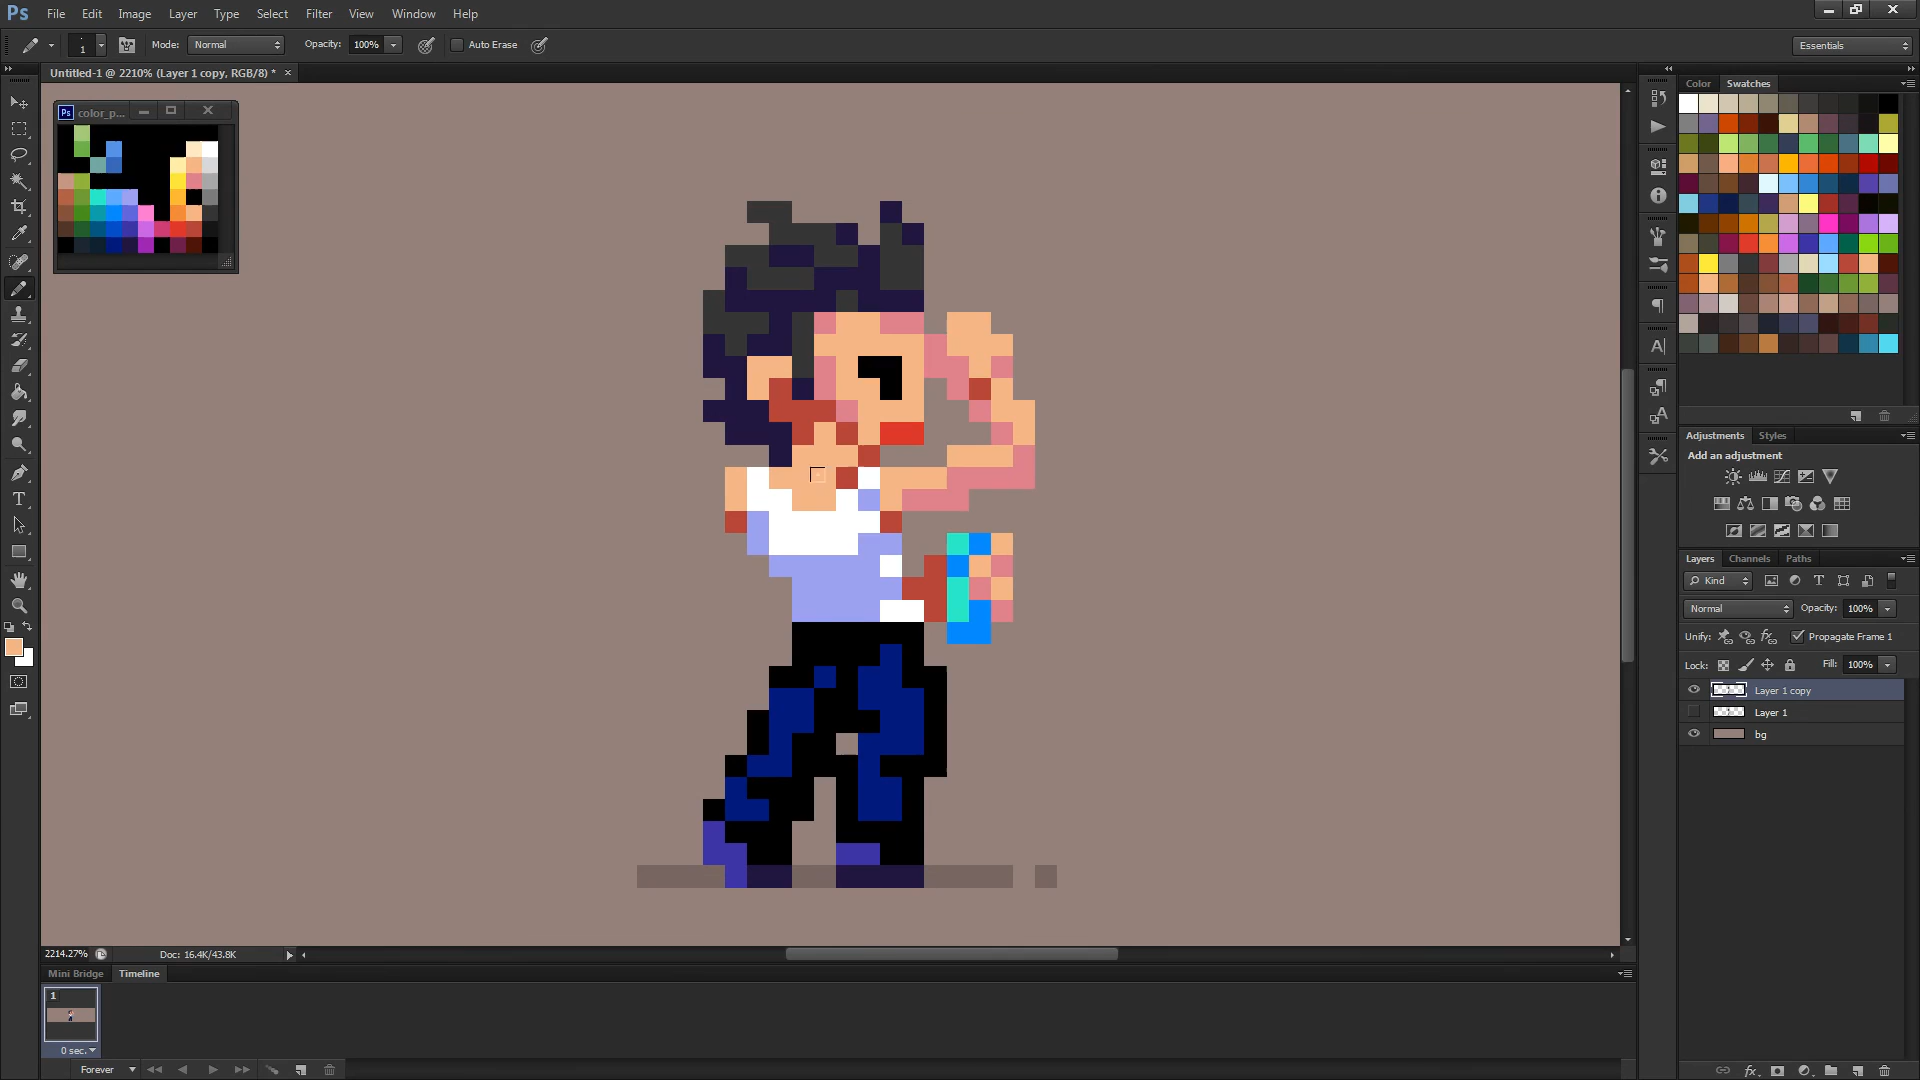 Ps File Edit Image Layer Type Select Filter View Window Help
1 Mode: Normal Opacity: 100% Auto Erase Essentials
Untitled-1 @ 2210% (Layer 1 copy, RGB/8) * ×
Ps color_p...
Color Swatches
Adjustments Styles
Add an adjustment
Layers Channels Paths
Kind
Normal Opacity: 100%
Unify: Propagate Frame 1
Lock: Fill: 100%
Layer 1 copy
Layer 1
bg
2214.27% Doc: 16.4K/43.8K
Mini Bridge Timeline
1
0 sec.
Forever